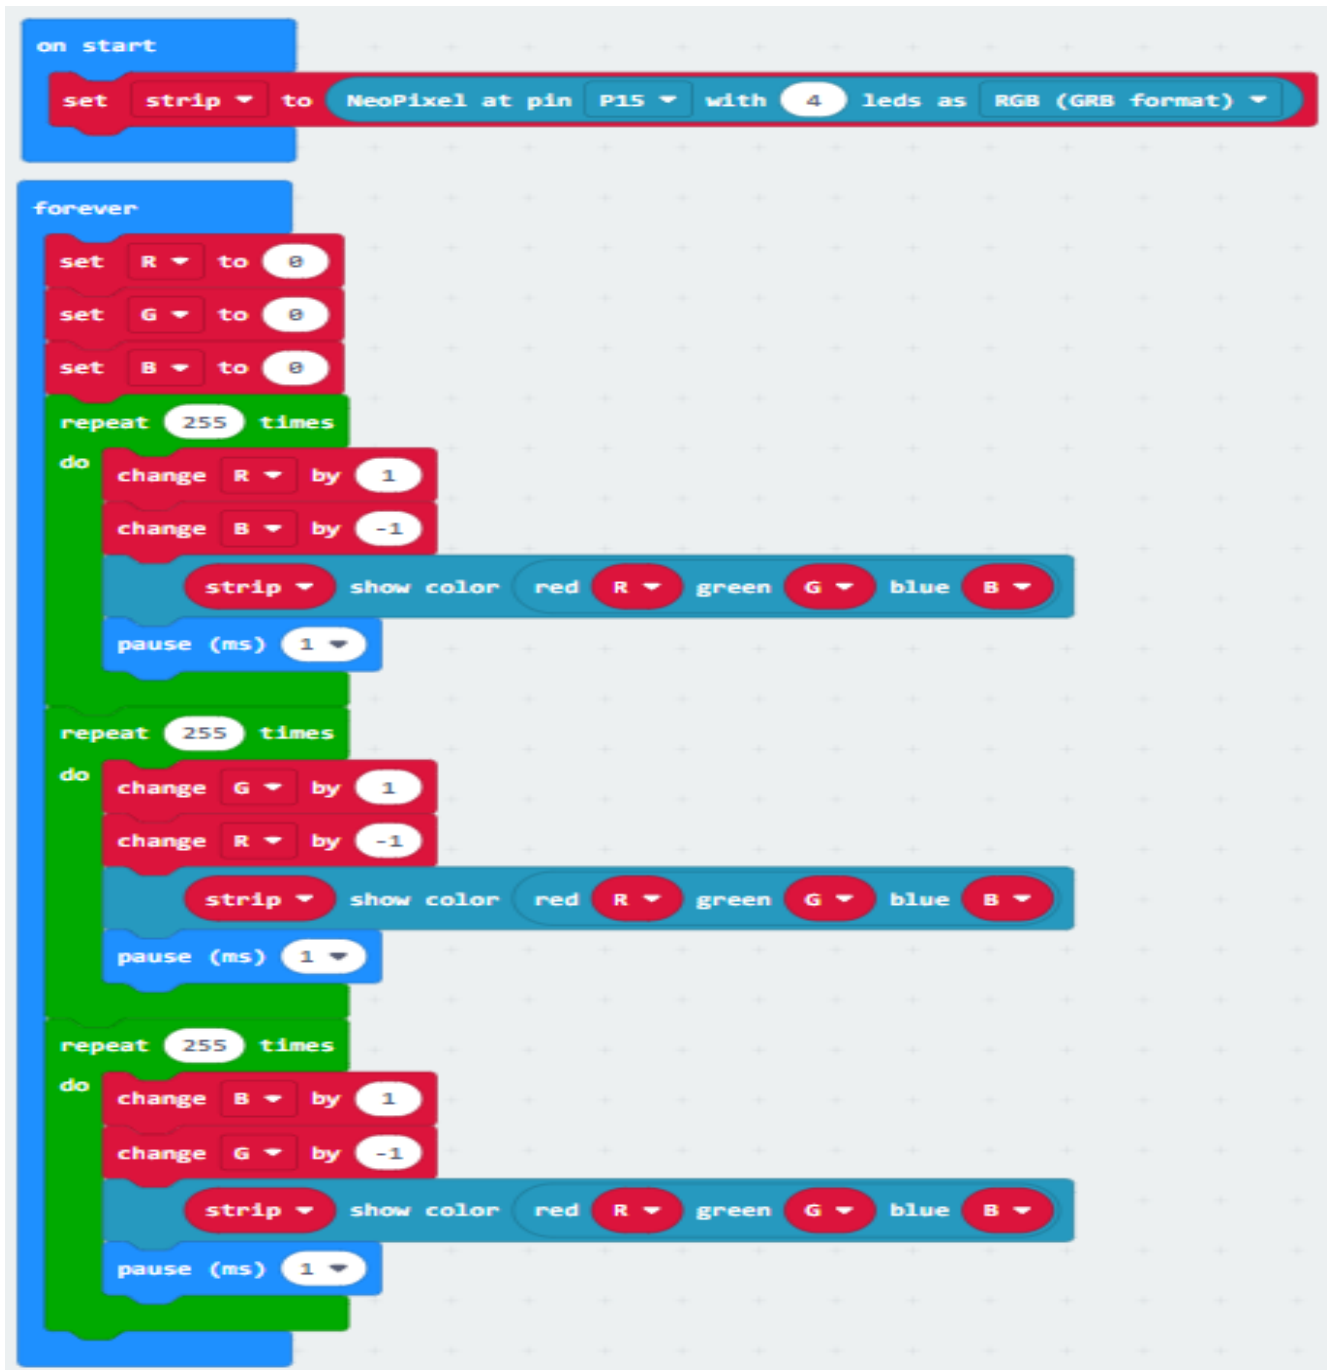 on start
set strip to NeoPixel at pin P15 with 4 leds as RGB (GRB format)
forever
set R to 0
set G to 0
set B to 0
repeat 255 times
do
change R by 1
change B by -1
strip show color red R green G blue B
pause (ms) 1
repeat 255 times
do
change G by 1
change R by -1
strip show color red R green G blue B
pause (ms) 1
repeat 255 times
do
change B by 1
change G by -1
strip show color red R green G blue B
pause (ms) 1